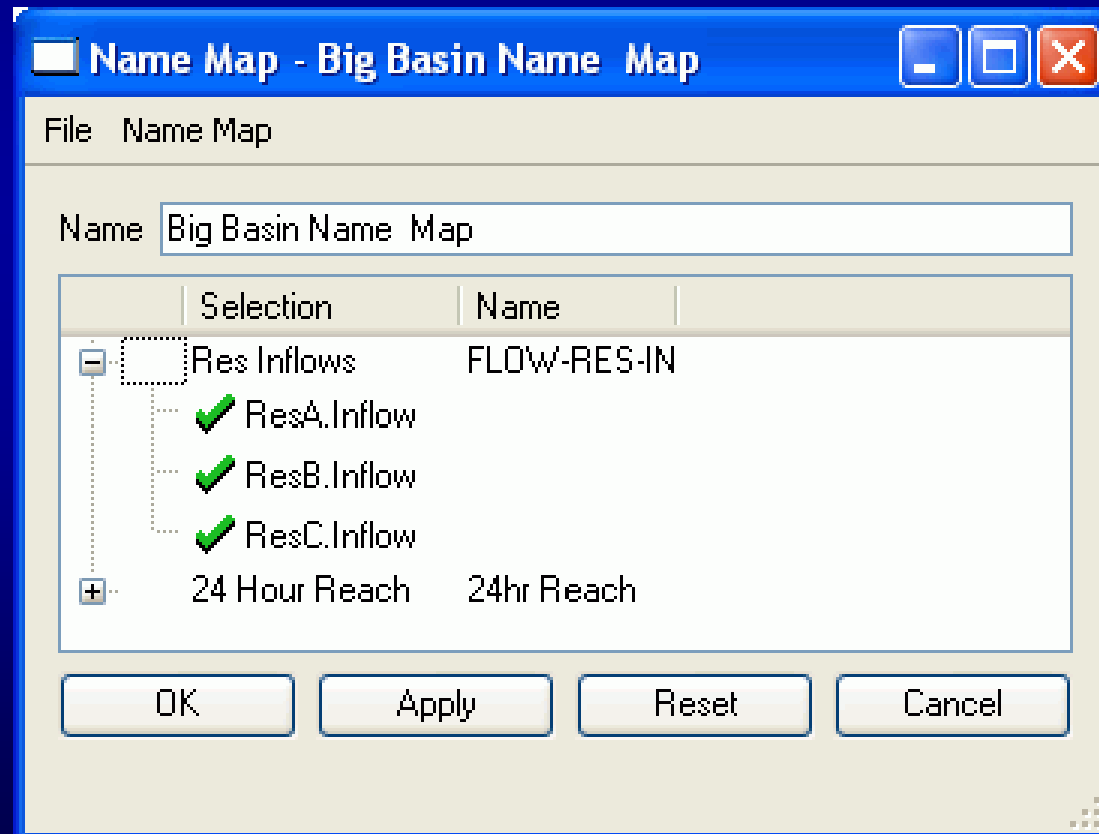 Name Map - Big Basin Name  Map
File Name Map
Name Big Basin Name  Map
Selection Name
Res Inflows FLOW-RES-IN
ResA.Inflow
ResB.Inflow
ResC.Inflow
24 Hour Reach 24hr Reach
OK Apply Reset Cancel